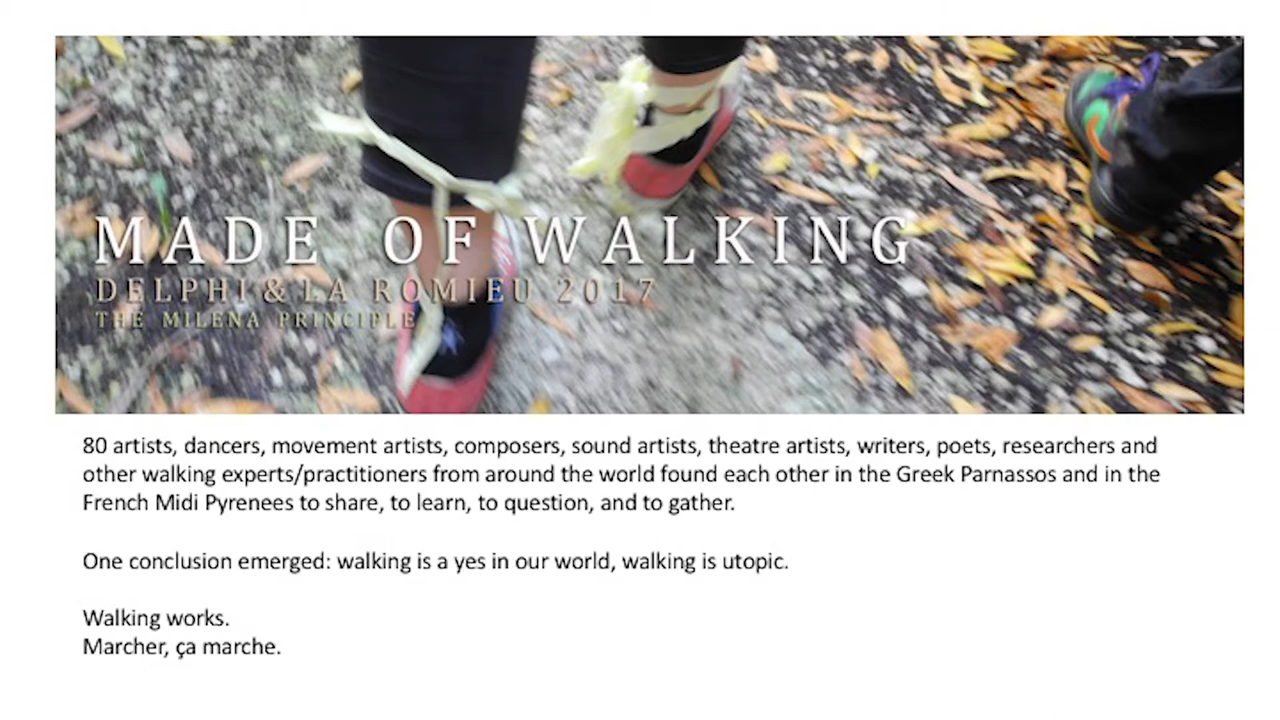 MADE OF WALKING
DELPHI & LA ROMIEU 2017
THE MILENA PRINCIPLE
80 artists, dancers, movement artists, composers, sound artists, theatre artists, writers, poets, researchers and
other walking experts/practitioners from around the world found each other in the Greek Parnassos and in the
French Midi Pyrenees to share, to learn, to question, and to gather.
One conclusion emerged: walking is a yes in our world, walking is utopic.
Walking works.
Marcher, ça marche.